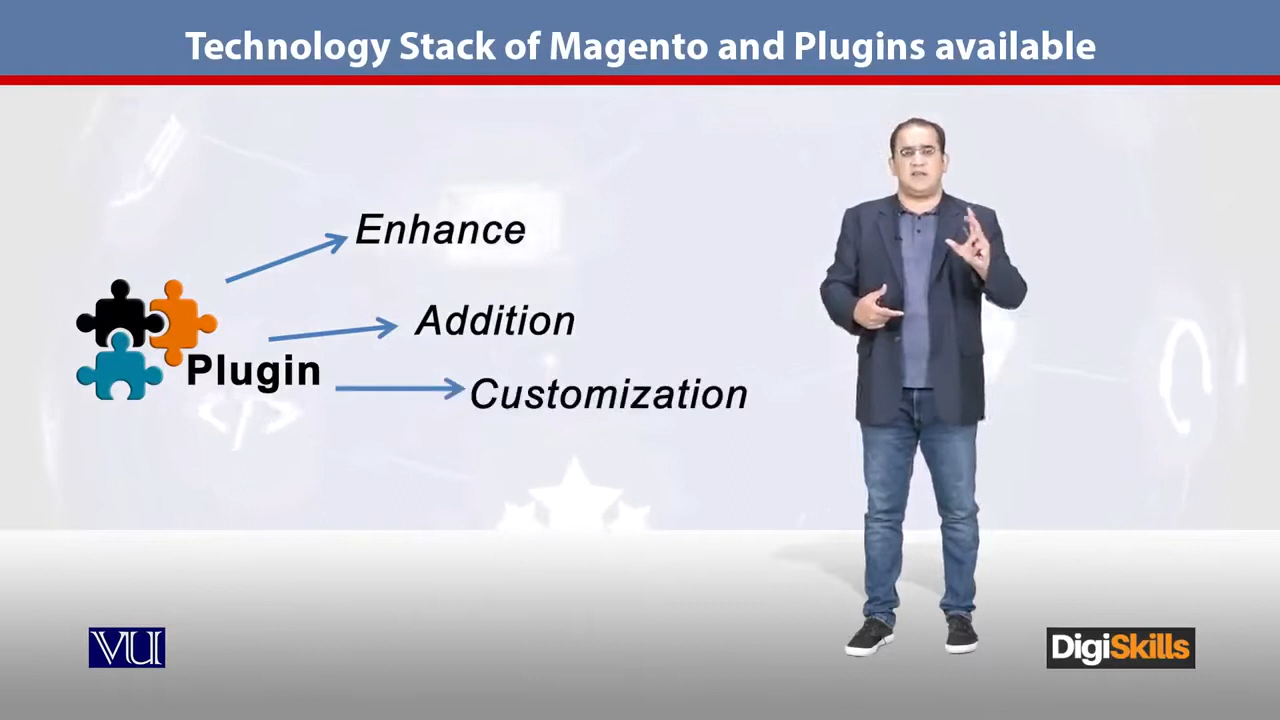 Technology Stack of Magento and Plugins available
Enhance
Addition
Plugin
Customization
VU
DigiSkills